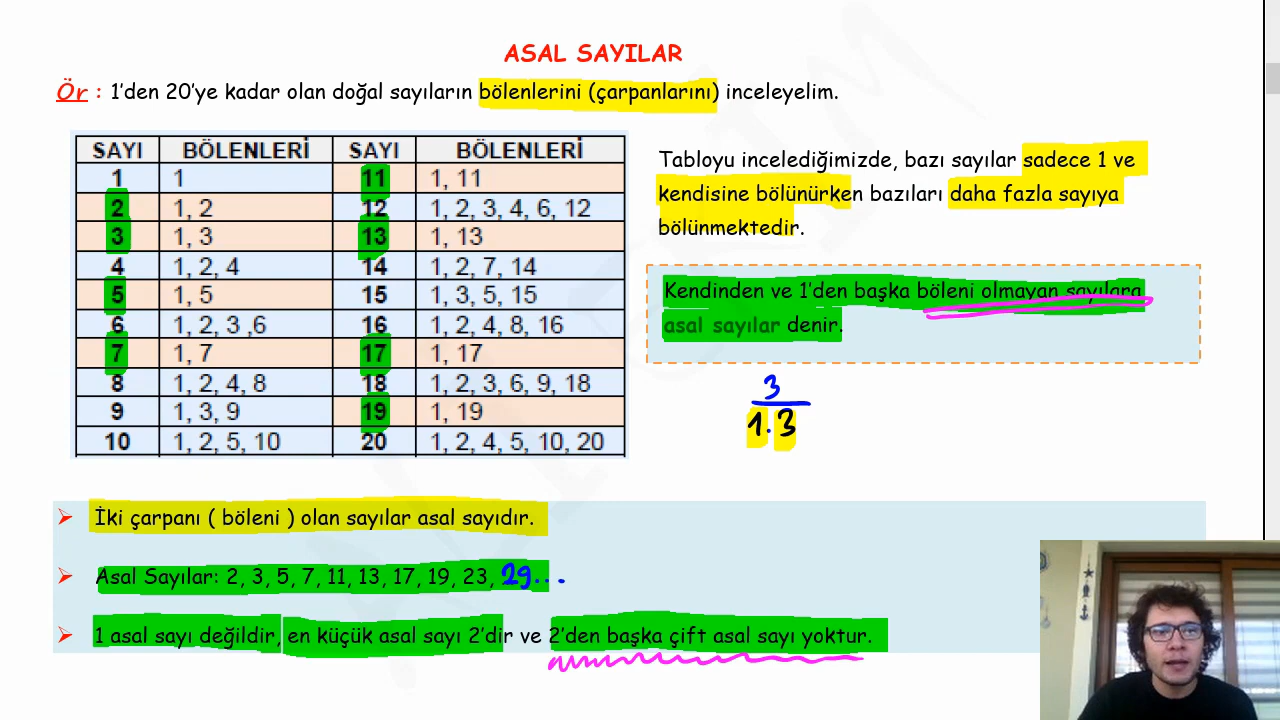 ASAL SAYILAR
Ör : 1'den 20'ye kadar olan doğal sayıların bölenlerini (çarpanlarını) inceleyelim.
SAYI BÖLENLERİ SAYI BÖLENLERİ
1 1 11 1, 11
2 1, 2 12 1, 2, 3, 4, 6, 12
3 1, 3 13 1, 13
4 1, 2, 4 14 1, 2, 7, 14
5 1, 5 15 1, 3, 5, 15
6 1, 2, 3 ,6 16 1, 2, 4, 8, 16
7 1, 7 17 1, 17
8 1, 2, 4, 8 18 1, 2, 3, 6, 9, 18
9 1, 3, 9 19 1, 19
10 1, 2, 5, 10 20 1, 2, 4, 5, 10, 20
Tabloyu incelediğimizde, bazı sayılar sadece 1 ve
kendisine bölünürken bazıları daha fazla sayıya
bölünmektedir.
Kendinden ve 1'den başka böleni olmayan sayılara
asal sayılar denir.
3
1.3
İki çarpanı ( böleni ) olan sayılar asal sayıdır.
Asal Sayılar: 2, 3, 5, 7, 11, 13, 17, 19, 23, 29...
1 asal sayı değildir, en küçük asal sayı 2'dir ve 2'den başka çift asal sayı yoktur.